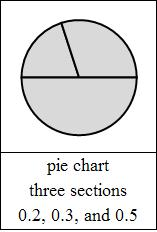 pie chart
three sections
0.2, 0.3, and 0.5